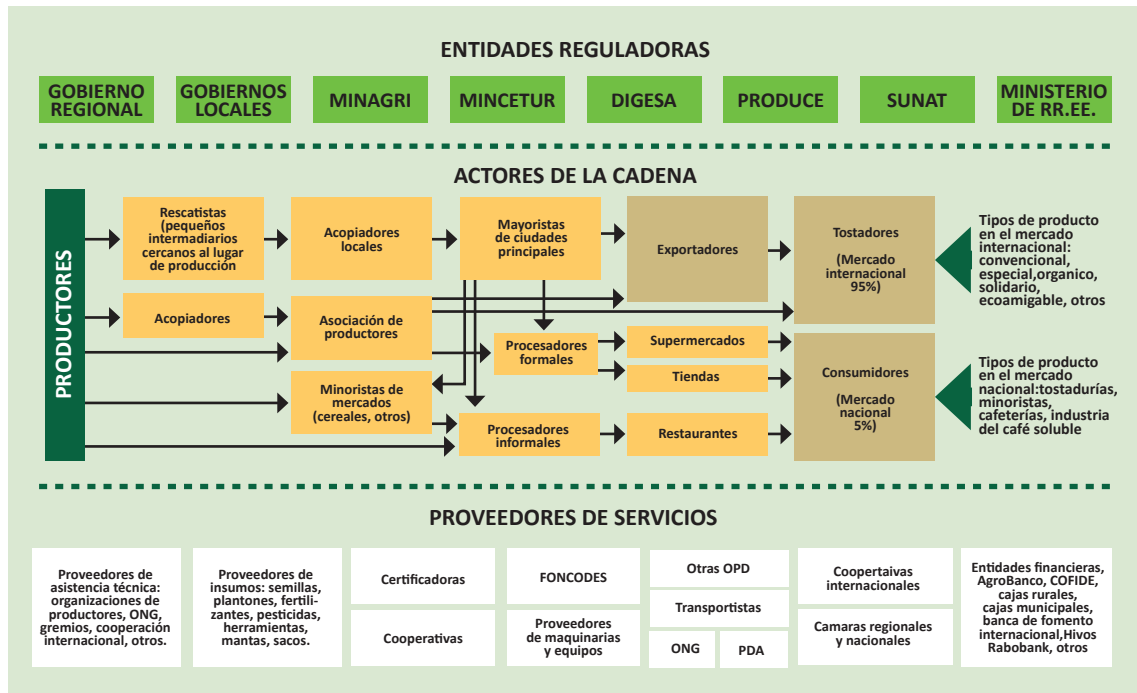 ENTIDADES REGULADORAS
GOBIERNO
REGIONAL
GOBIERNOS
LOCALES
MINAGRI
MINCETUR
DIGESA
PRODUCE
SUNAT
MINISTERIO
DE RR.EE.
ACTORES DE LA CADENA
PRODUCTORES
Rescatistas
(pequeños
intermadiarios
cercanos al lugar
de producción
Acopiadores
locales
Mayoristas
de ciudades
principales
Exportadores
Tostadores
(Mercado
internacional
95%)
Tipos de producto
en el mercado
internacional:
convencional,
especial,organico,
solidario,
ecoamigable, otros
Acopiadores
Asociación de
productores
Procesadores
formales
Supermercados
Tiendas
Consumidores
(Mercado
nacional
5%)
Tipos de producto
en el mercado
nacional:tostadurías,
minoristas,
cafeterías, industria
del café soluble
Minoristas de
mercados
(cereales, otros)
Procesadores
informales
Restaurantes
PROVEEDORES DE SERVICIOS
Proveedores de
asistencia técnica:
organizaciones de
productores, ONG,
gremios, cooperación
internacional, otros.
Proveedores de
insumos: semillas,
plantones, fertili-
zantes, pesticidas,
herramientas,
mantas, sacos.
Certificadoras
Cooperativas
FONCODES
Proveedores
de maquinarias
y equipos
Otras OPD
Transportistas
ONG
PDA
Coopertaivas
internacionales
Camaras regionales
y nacionales
Entidades financieras,
AgroBanco, COFIDE,
cajas rurales,
cajas municipales,
banca de fomento
internacional,Hivos
Rabobank, otros